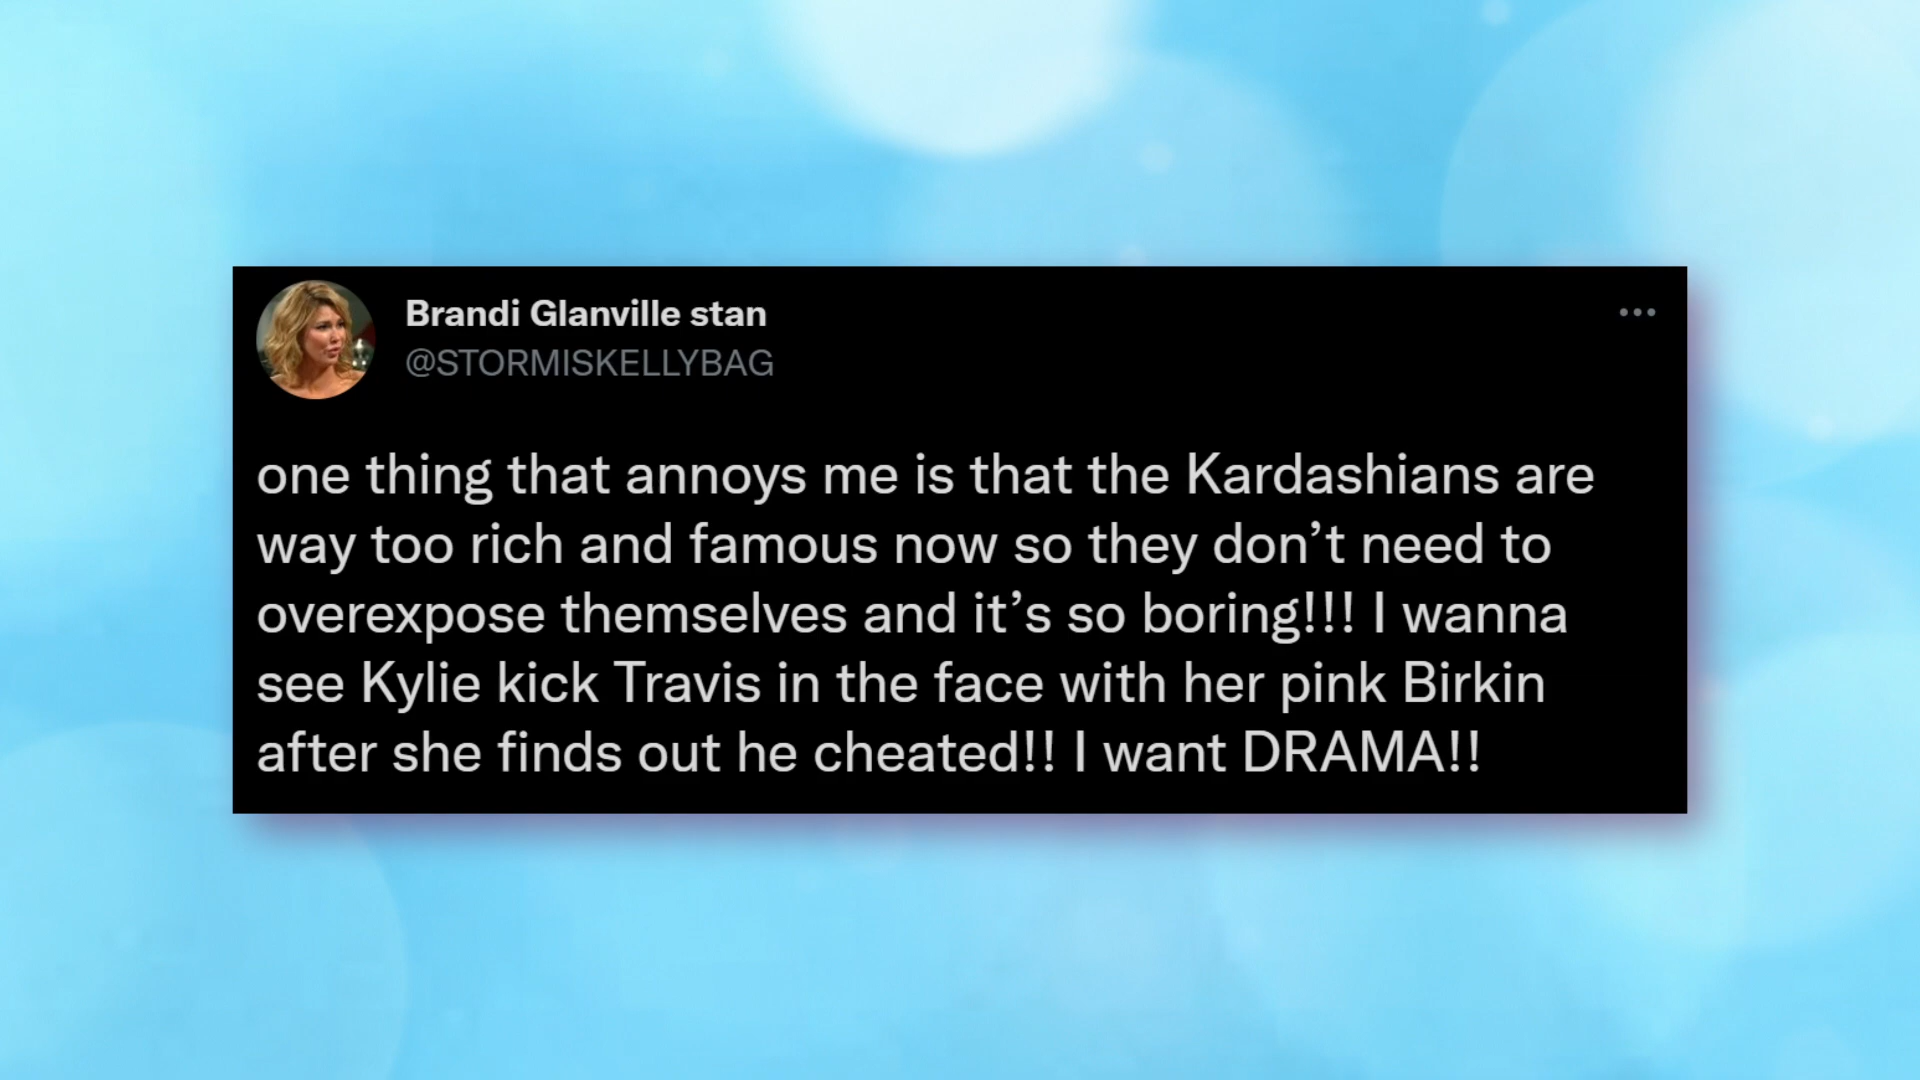 Brandi Glanville stan
@STORMISKELLYBAG
one thing that annoys me is that the Kardashians are
way too rich and famous now so they don’t need to
overexpose themselves and it’s so boring!!! I wanna
see Kylie kick Travis in the face with her pink Birkin
after she finds out he cheated!! I want DRAMA!!